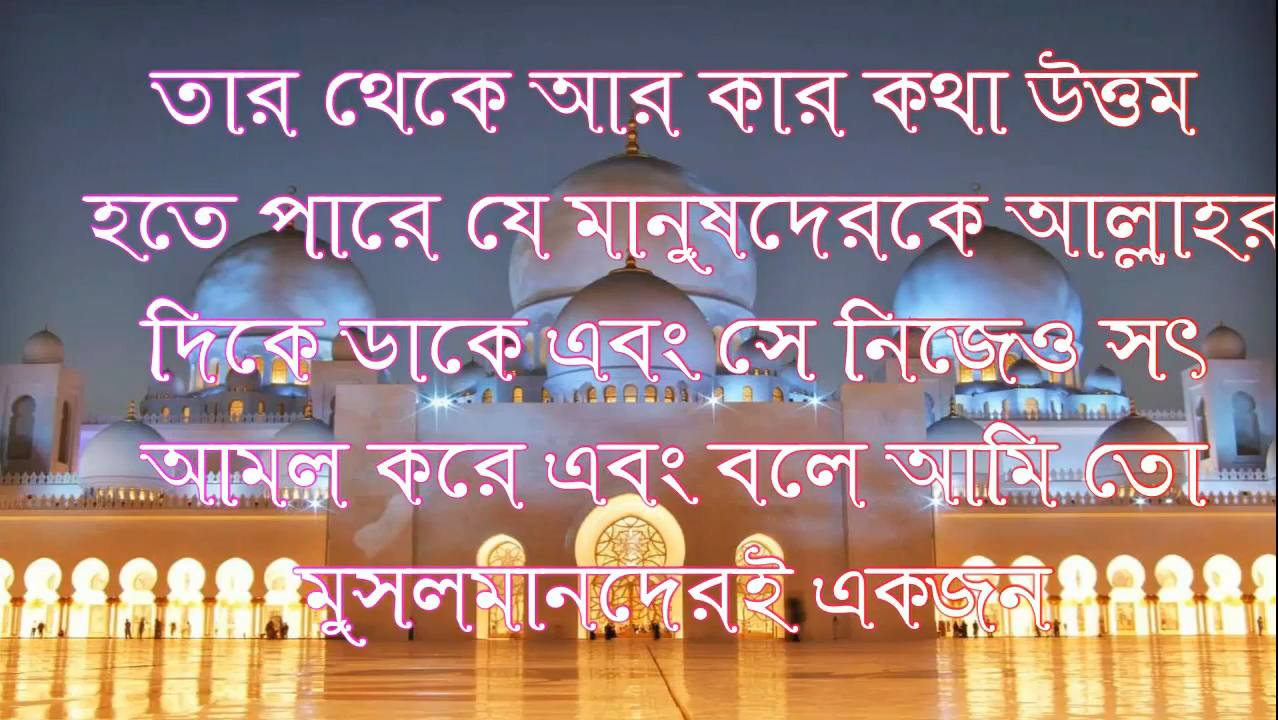 তার থেকে আর কার কথা উত্তম
হতে পারে যে মানুষদেরকে আল্লাহর
দিকে ডাকে এবং সে নিজেও সৎ
আমল করে এবং বলে আমি তো
মুসলমানদেরই একজন